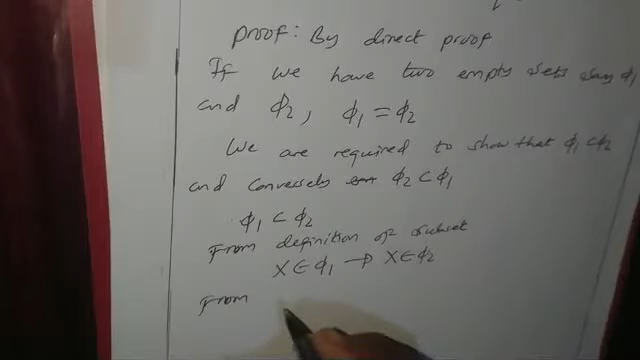 Proof: By direct proof
If we have two empty sets say ϕ1
and ϕ2, ϕ1 = ϕ2
We are required to show that ϕ1 ⊂ ϕ2
and conversely ϕ2 ⊂ ϕ1
ϕ1 ⊂ ϕ2
From definition of subset
X ∈ ϕ1 → X ∈ ϕ2
From